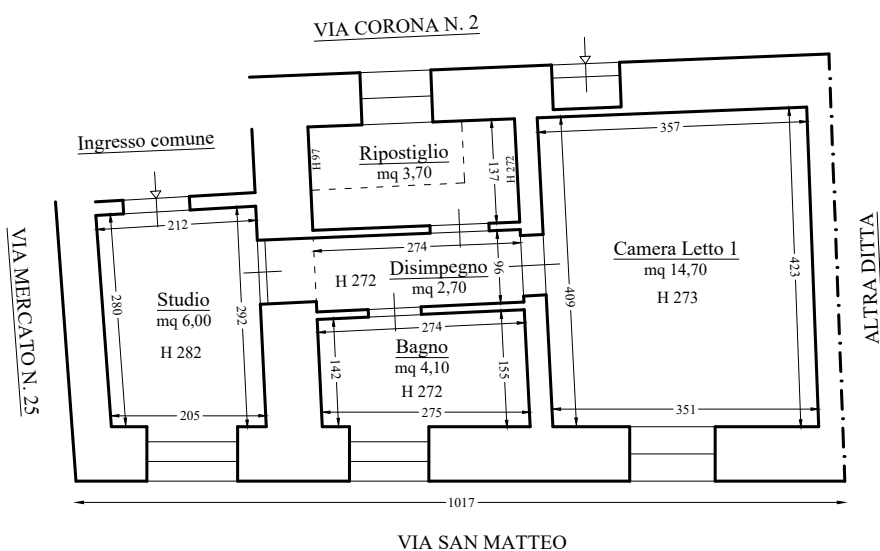 VIA CORONA N. 2
Ingresso comune
Ripostiglio
mq 3,70
H197
137
H 272
357
212
274
Disimpegno
mq 2,70
H 272
96
Camera Letto 1
mq 14,70
H 273
423
409
VIA MERCATO N. 25
280
Studio
mq 6,00
H 282
292
ALTRA DITTA
274
Bagno
mq 4,10
H 272
142
155
205
275
351
1017
VIA SAN MATTEO